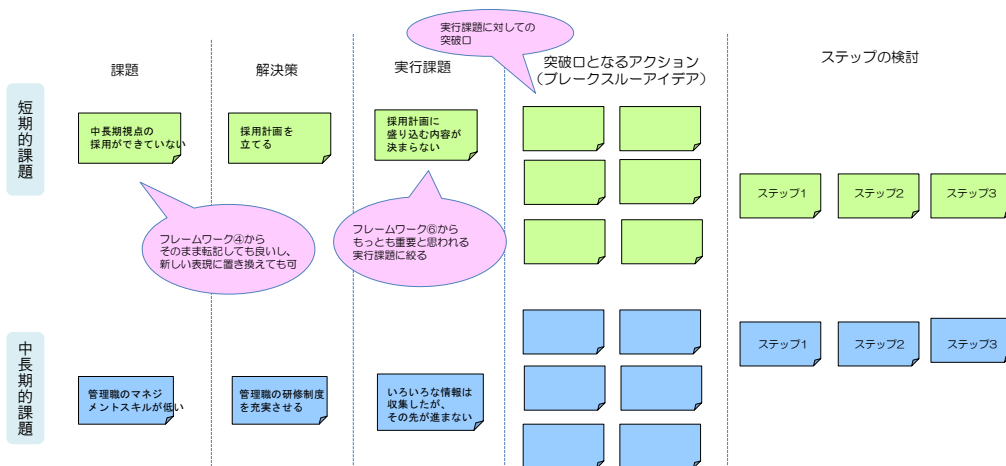 実行課題に対しての
突破口
課題
解決策
実行課題
突破口となるアクション
（ブレークスルーアイデア）
ステップの検討
短期的課題
中長期視点の
採用ができていない
採用計画を
立てる
採用計画に
盛り込む内容が
決まらない
ステップ1
ステップ2
ステップ3
フレームワーク④から
そのまま転記しても良いし、
新しい表現に置き換えても可
フレームワーク⑥から
もっとも重要と思われる
実行課題に絞る
中長期的課題
管理職のマネジ
メントスキルが低い
管理職の研修制度
を充実させる
いろいろな情報は
収集したが、
その先が進まない
ステップ1
ステップ2
ステップ3